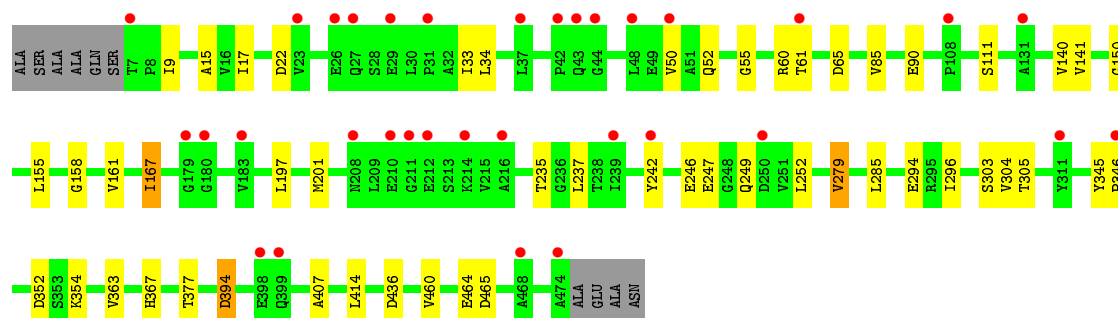 ALA SER ALA ALA GLN SER T7 P8 I9 A15 V16 I17 D22 V23 E26 Q27 S28 E29 L30 P31 A32 I33 L34 L37 P42 Q43 G44 L48 E49 V50 A51 Q52 G55 R60 T61 D65 V85 E90 P108 S111 A131 V140 V141 G150
L155 G158 V161 I167 G179 G180 V183 L197 M201 N208 L209 E210 G211 E212 S213 K214 V215 A216 T235 G236 L237 T238 I239 Y242 E246 E247 G248 Q249 D250 V251 L252 V279 L285 E294 R295 I296 S303 V304 T305 Y311 Y345
D352 S353 K354 V363 H367 T377 D394 E398 Q399 A407 L414 D436 V460 E464 D465 A468 A474 ALA GLU ALA ASN